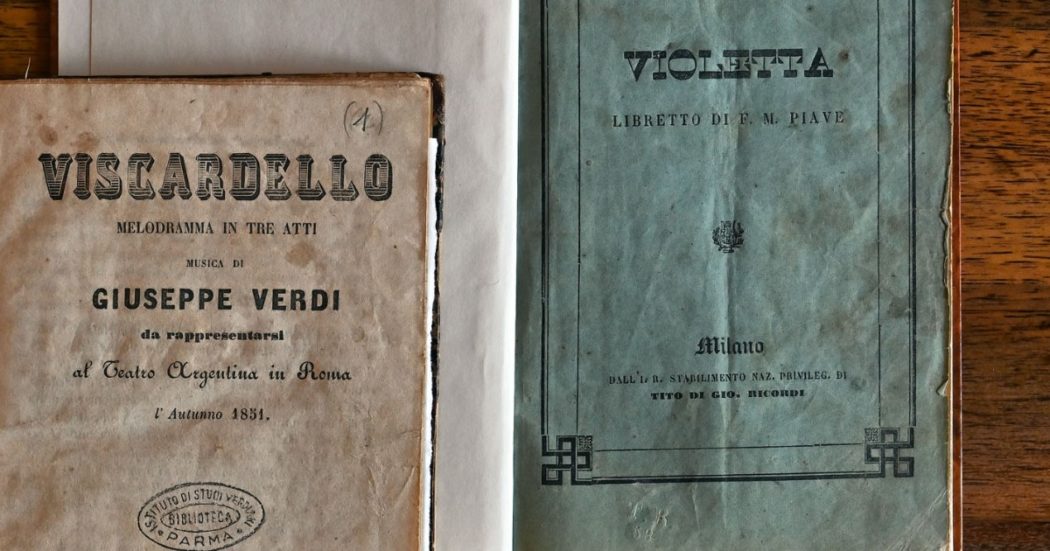 (1)
VISCARDELLO
MELODRAMMA IN TRE ATTI
MUSICA DI
GIUSEPPE VERDI
da rappresentarsi
al Teatro Argentina in Roma
l' Autunno 1851.
ISTITUTO DI STUDI VERDIANI
BIBLIOTECA
PARMA
VIOLETTA
LIBRETTO DI F. M. PIAVE
Milano
DALL'I. R. STABILIMENTO NAZ. PRIVILEG. DI
TITO DI GIO. RICORDI